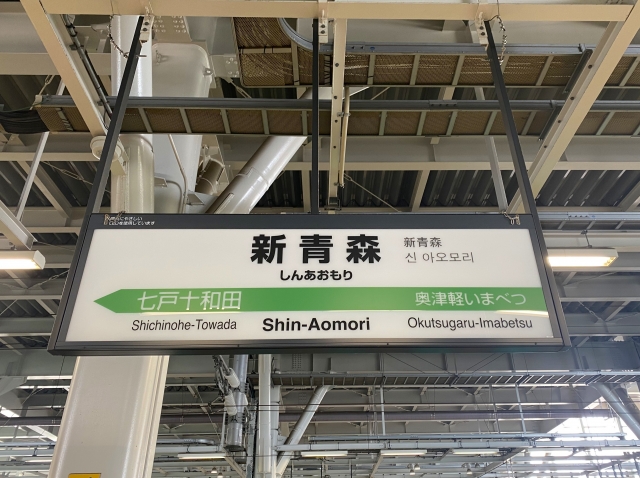 新青森
しんあおもり
新青森
신 아오모리
七戸十和田
奥津軽いまべつ
Shichinohe-Towada
Shin-Aomori
Okutsugaru-Imabetsu